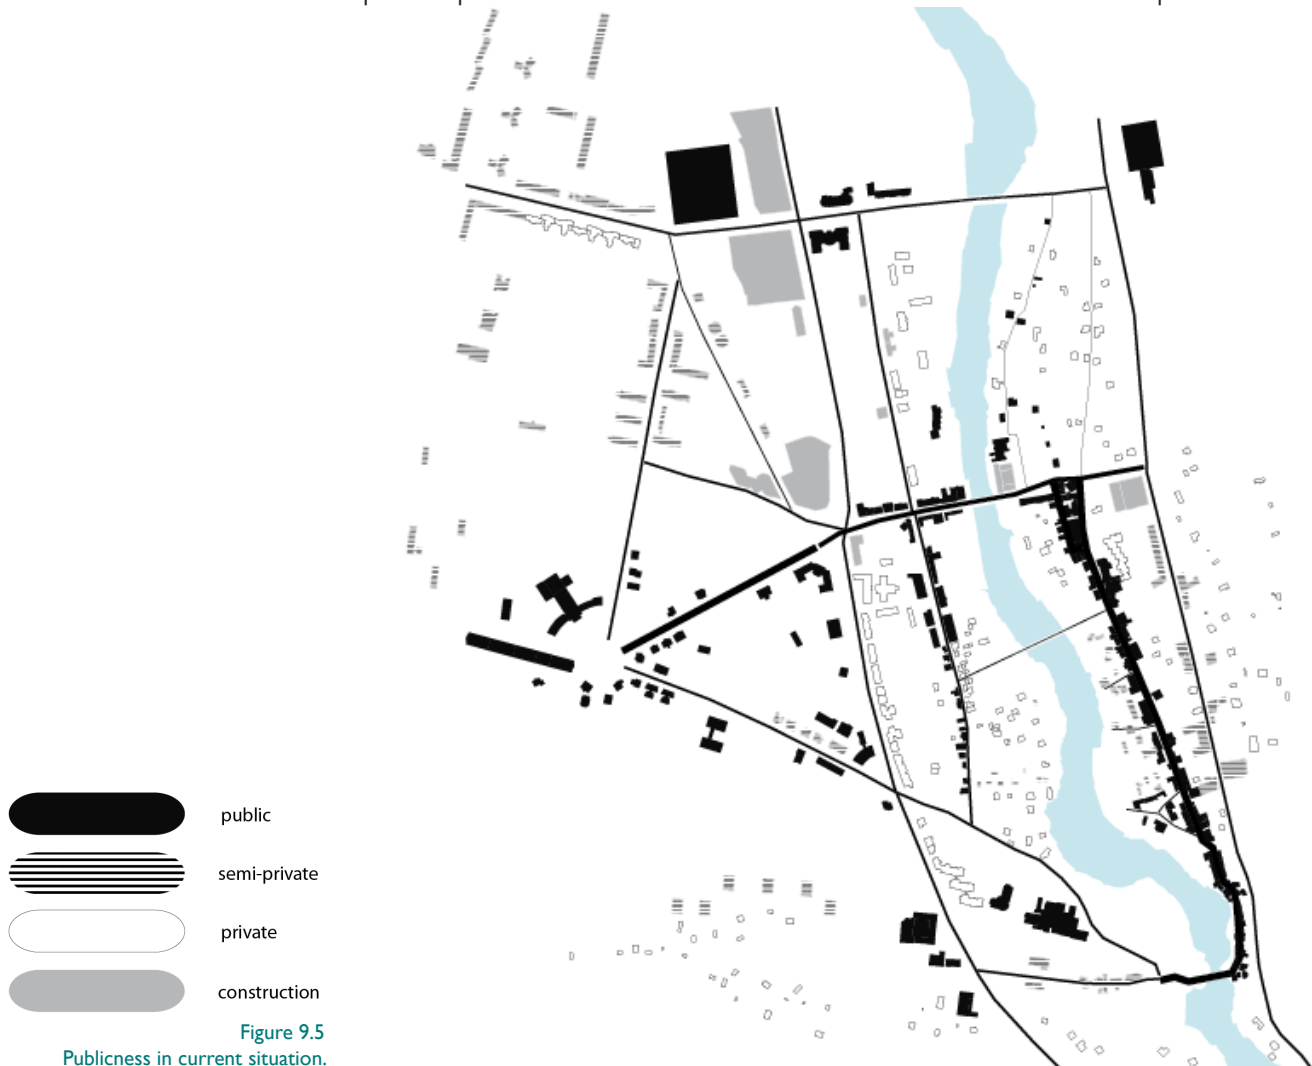 public
semi-private
private
construction
Figure 9.5
Publicness in current situation.